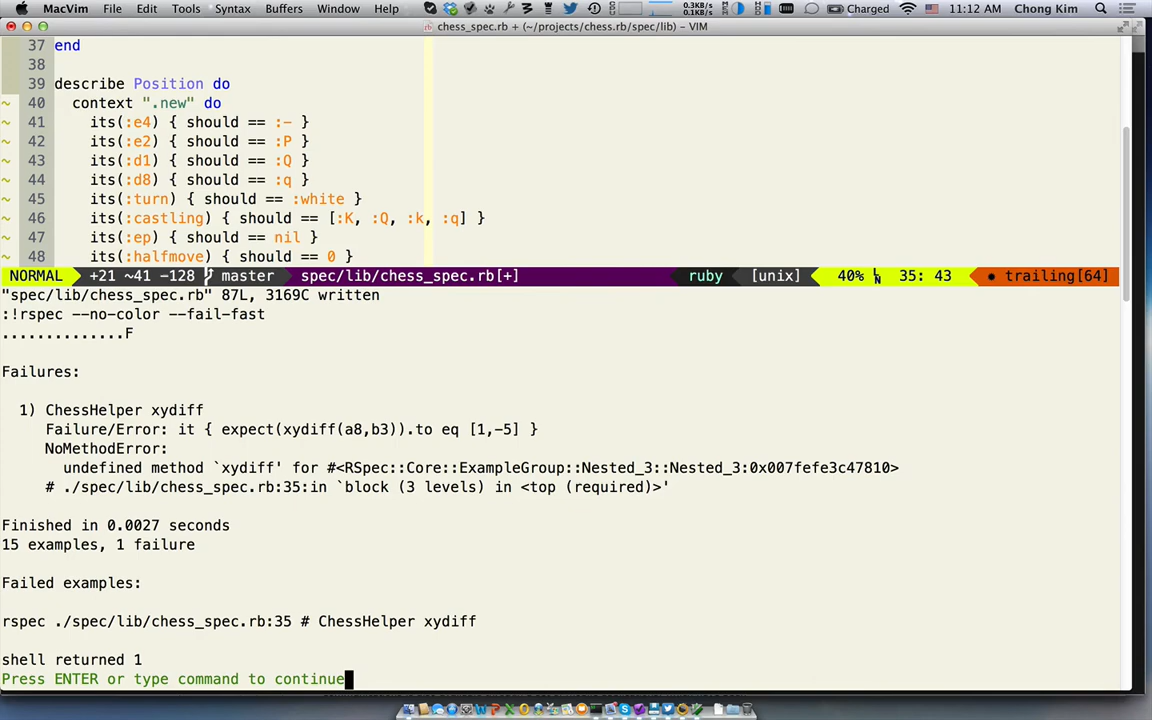 MacVim File Edit Tools Syntax Buffers Window Help 0.3KB/s 0.1KB/s Charged 11:12 AM Chong Kim
chess_spec.rb + (~/projects/chess.rb/spec/lib) – VIM
37 end
38
39 describe Position do
~ 40   context ".new" do
~ 41     its(:e4) { should == :- }
~ 42     its(:e2) { should == :P }
~ 43     its(:d1) { should == :Q }
~ 44     its(:d8) { should == :q }
~ 45     its(:turn) { should == :white }
~ 46     its(:castling) { should == [:K, :Q, :k, :q] }
~ 47     its(:ep) { should == nil }
~ 48     its(:halfmove) { should == 0 }
NORMAL +21 ~41 -128 master spec/lib/chess_spec.rb[+] ruby [unix] 40% 35: 43 trailing[64]
"spec/lib/chess_spec.rb" 87L, 3169C written
:!rspec --no-color --fail-fast
..............F
Failures:
  1) ChessHelper xydiff
     Failure/Error: it { expect(xydiff(a8,b3)).to eq [1,-5] }
     NoMethodError:
       undefined method `xydiff' for #<RSpec::Core::ExampleGroup::Nested_3::Nested_3:0x007fefe3c47810>
     # ./spec/lib/chess_spec.rb:35:in `block (3 levels) in <top (required)>'
Finished in 0.0027 seconds
15 examples, 1 failure
Failed examples:
rspec ./spec/lib/chess_spec.rb:35 # ChessHelper xydiff
shell returned 1
Press ENTER or type command to continue